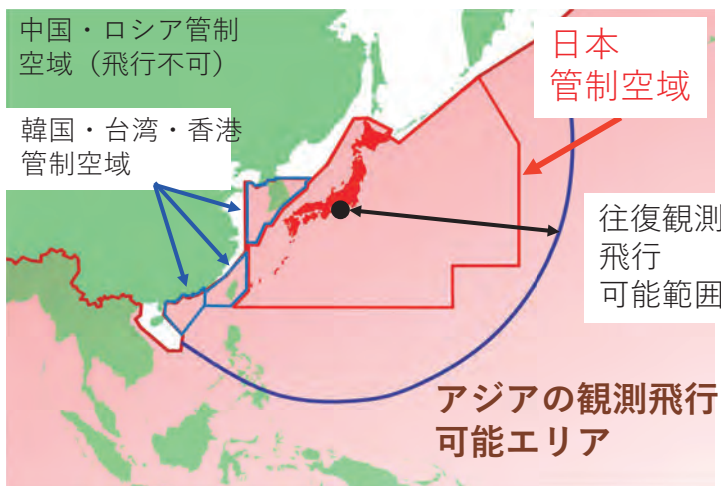 中国・ロシア管制
空域（飛行不可）
韓国・台湾・香港
管制空域
日本
管制空域
往復観測
飛行
可能範囲
アジアの観測飛行
可能エリア